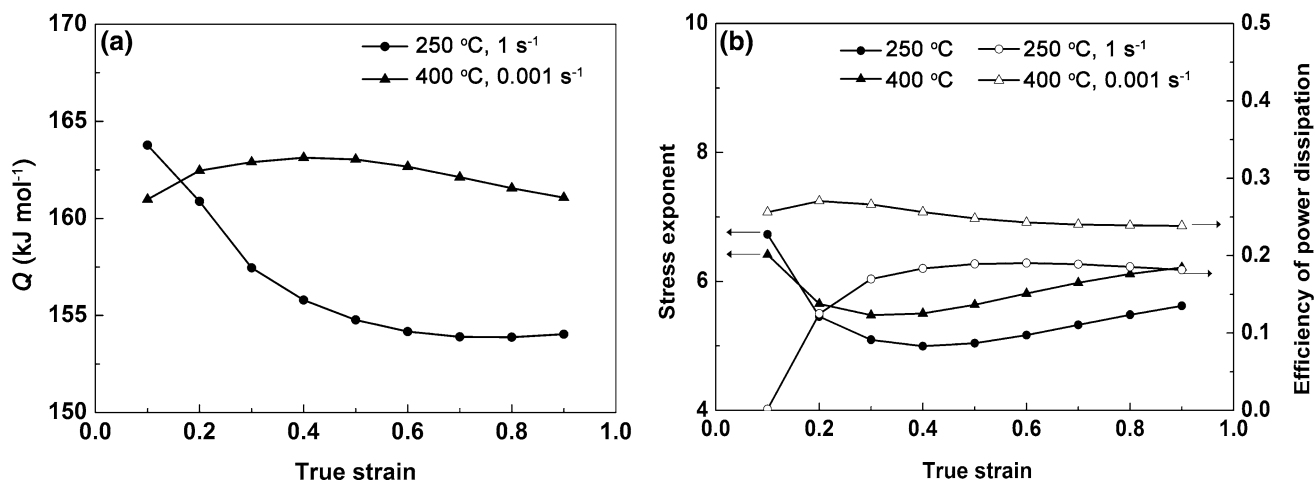 (a)
250 °C, 1 s⁻¹
400 °C, 0.001 s⁻¹
170
165
160
155
150
Q (kJ mol⁻¹)
0.0 0.2 0.4 0.6 0.8 1.0
True strain
(b)
250 °C 250 °C, 1 s⁻¹
400 °C 400 °C, 0.001 s⁻¹
10
8
6
4
Stress exponent
0.5
0.4
0.3
0.2
0.1
0.0
Efficiency of power dissipation
0.0 0.2 0.4 0.6 0.8 1.0
True strain